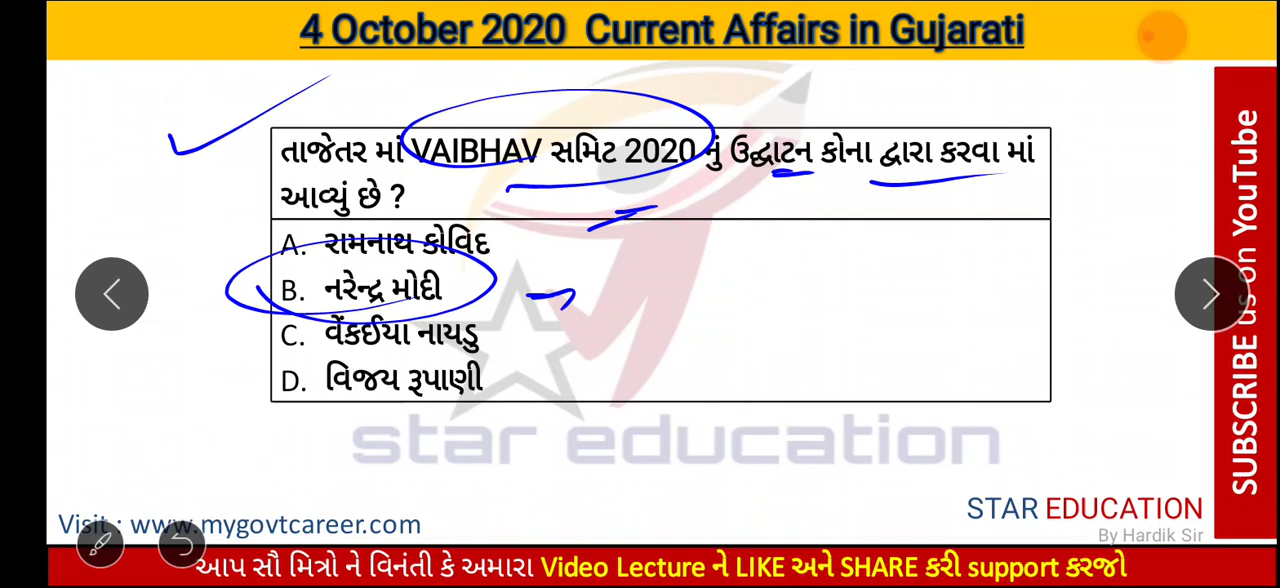 4 October 2020 Current Affairs in Gujarati
તાજેતર માં VAIBHAV સમિટ 2020 નું ઉદ્ઘાટન કોના દ્વારા કરવા માં
આવ્યું છે ?
A. રામનાથ કોવિંદ
B. નરેન્દ્ર મોદી
C. વેંકઈયા નાયડુ
D. વિજય રૂપાણી
star education
STAR EDUCATION
By Hardik Sir
Visit : www.mygovtcareer.com
આપ સૌ મિત્રો ને વિનંતી કે અમારા Video Lecture ને LIKE અને SHARE કરી support કરજો
SUBSCRIBE us on YouTube